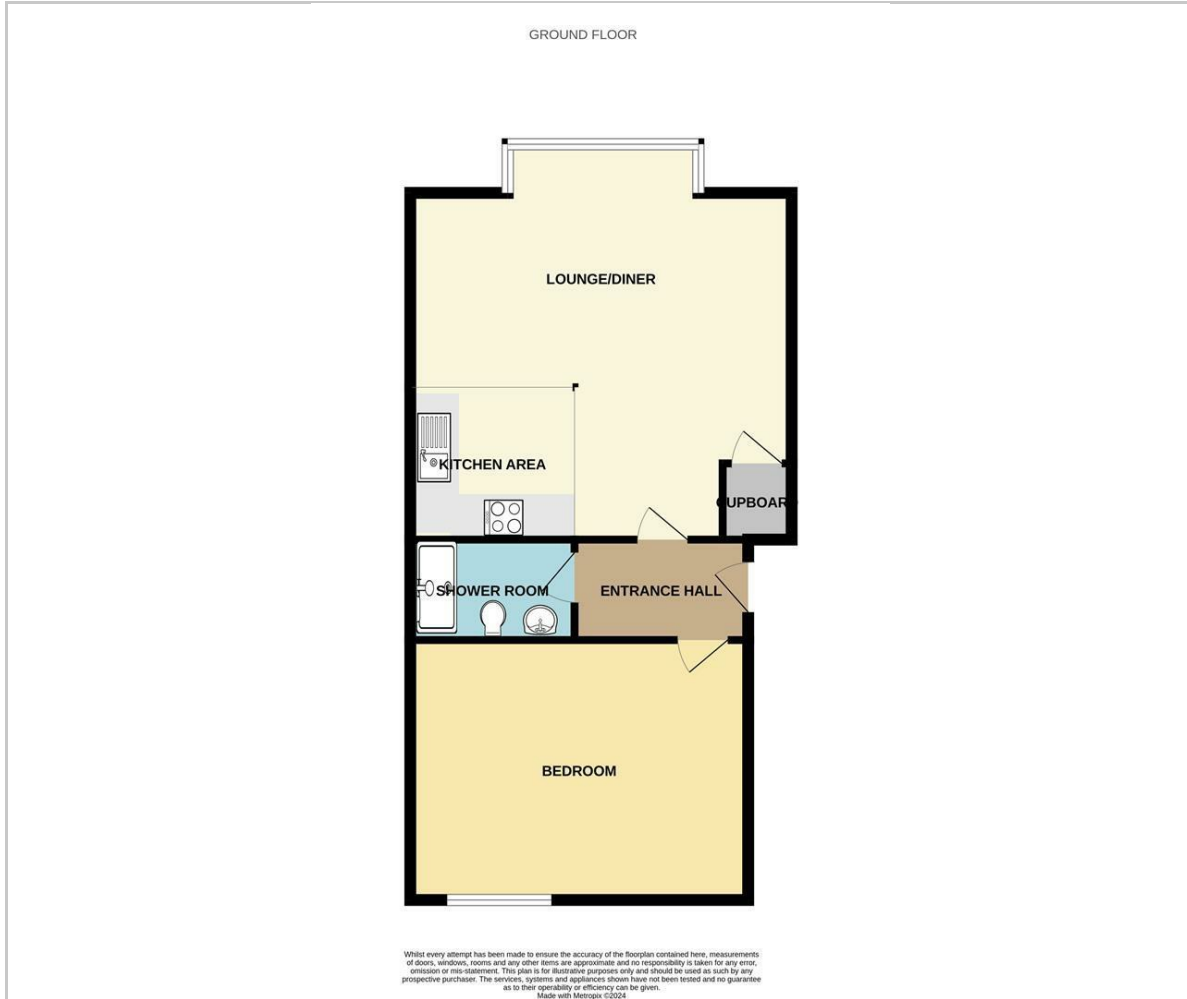 GROUND FLOOR
LOUNGE/DINER
KITCHEN AREA
CUPBOARD
SHOWER ROOM
ENTRANCE HALL
BEDROOM
Whilst every attempt has been made to ensure the accuracy of the floorplan contained here, measurements
of doors, windows, rooms and any other items are approximate and no responsibility is taken for any error,
omission or mis-statement. This plan is for illustrative purposes only and should be used as such by any
prospective purchaser. The services, systems and appliances shown have not been tested and no guarantee
as to their operability or efficiency can be given.
Made with Metropix ©2024